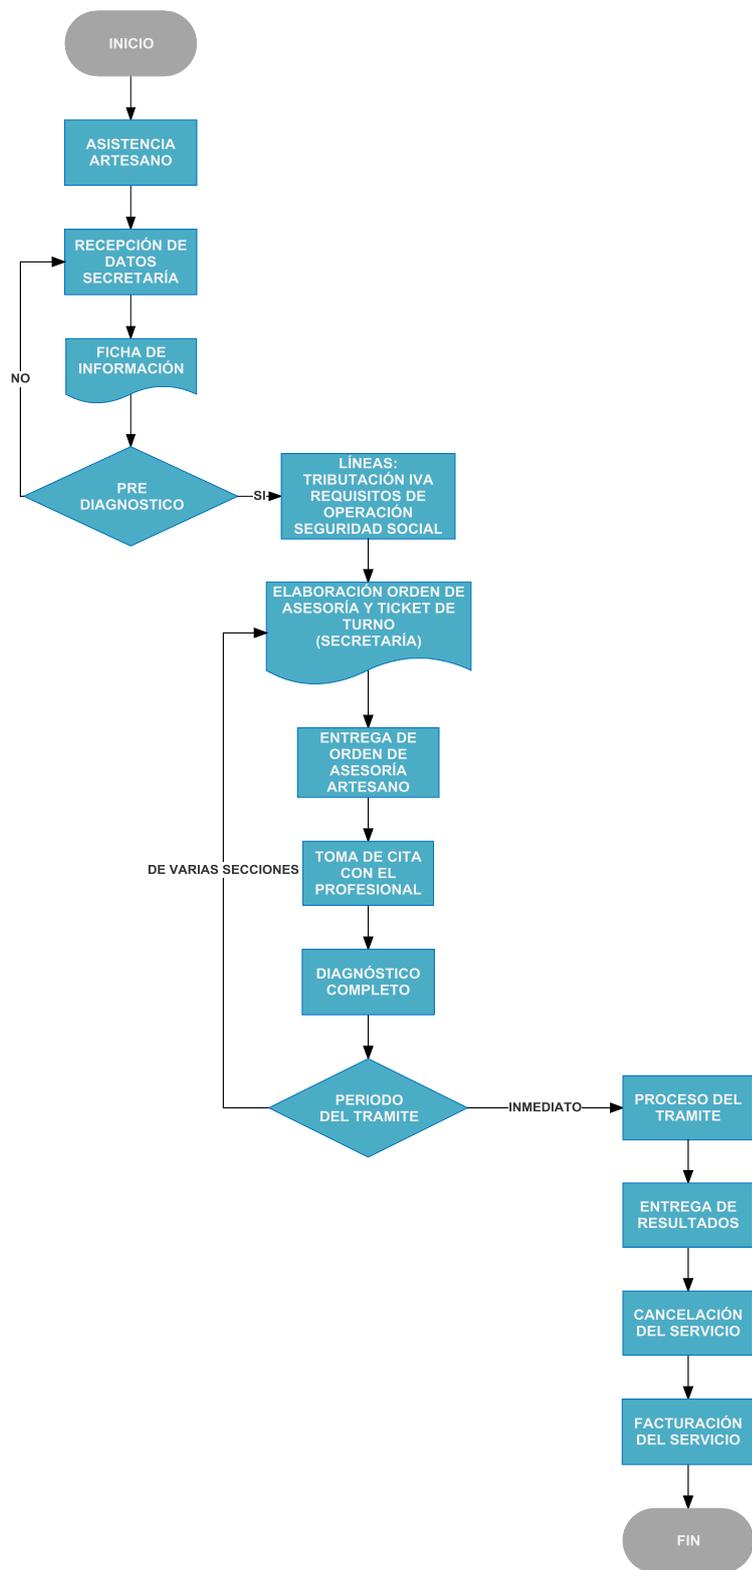 INICIO
ASISTENCIA
ARTESANO
RECEPCIÓN DE
DATOS
SECRETARÍA
FICHA DE
INFORMACIÓN
NO
PRE
DIAGNOSTICO
SI
LÍNEAS:
TRIBUTACIÓN IVA
REQUISITOS DE
OPERACIÓN
SEGURIDAD SOCIAL
ELABORACIÓN ORDEN DE
ASESORÍA Y TICKET DE
TURNO
(SECRETARÍA)
ENTREGA DE
ORDEN DE
ASESORÍA
ARTESANO
TOMA DE CITA
CON EL
PROFESIONAL
DE VARIAS SECCIONES
DIAGNÓSTICO
COMPLETO
PERIODO
DEL TRAMITE
INMEDIATO
PROCESO DEL
TRAMITE
ENTREGA DE
RESULTADOS
CANCELACIÓN
DEL SERVICIO
FACTURACIÓN
DEL SERVICIO
FIN